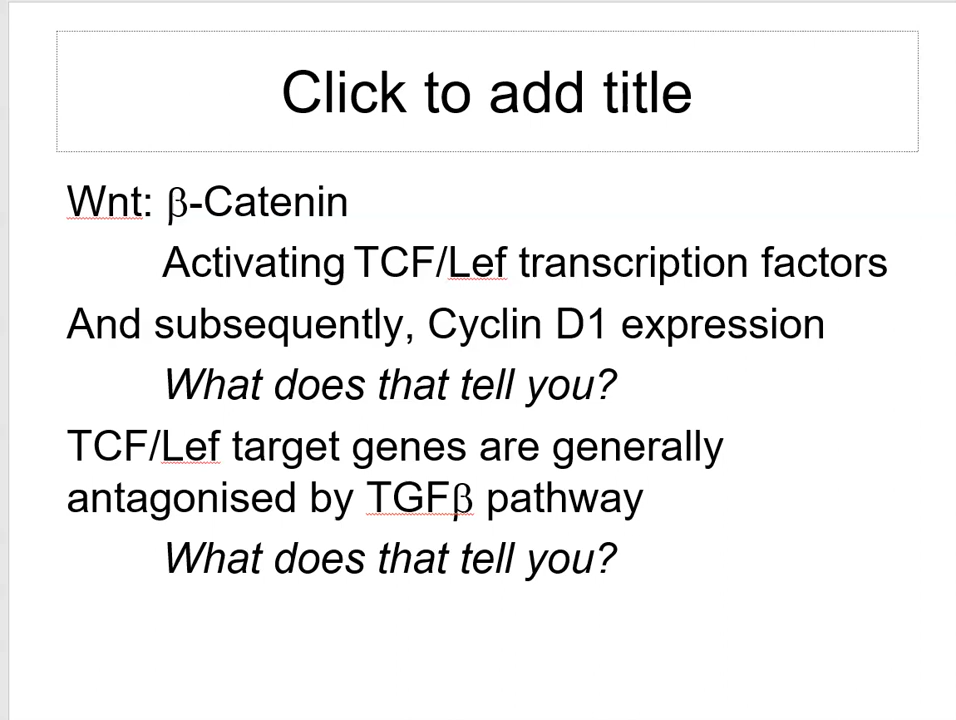 Click to add title
Wnt: β-Catenin
Activating TCF/Lef transcription factors
And subsequently, Cyclin D1 expression
What does that tell you?
TCF/Lef target genes are generally
antagonised by TGFβ pathway
What does that tell you?